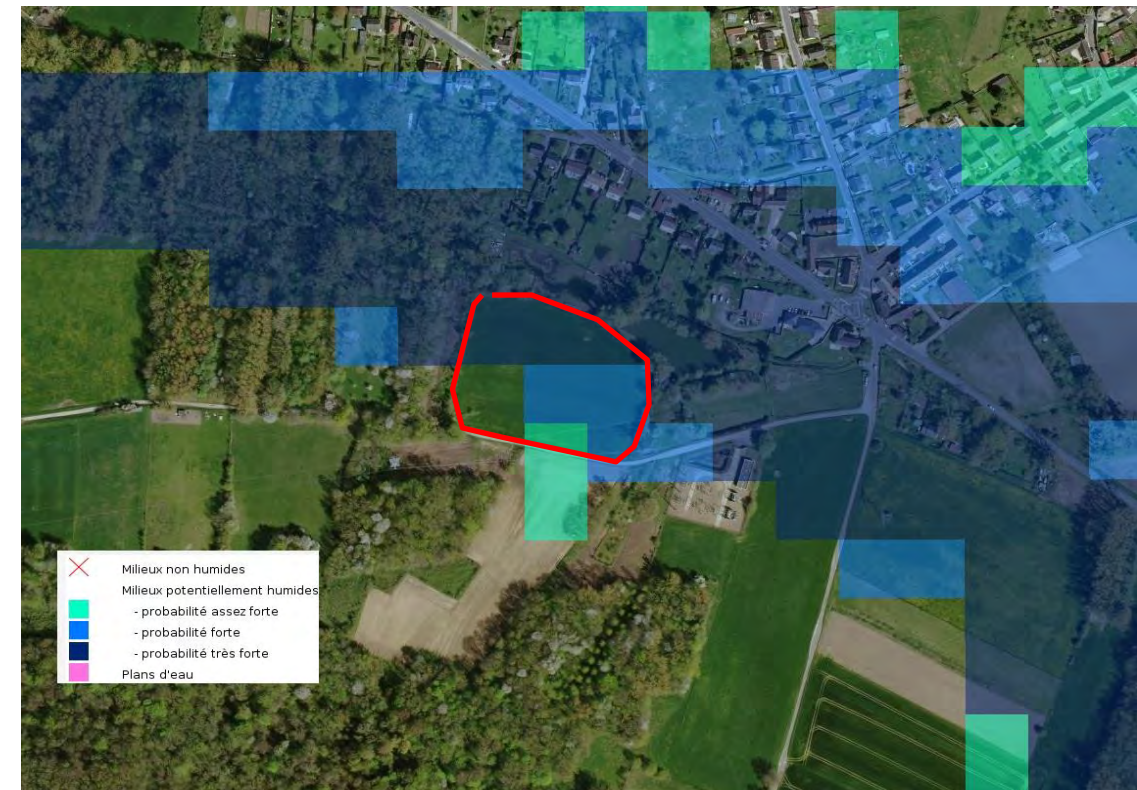 Milieux non humides
Milieux potentiellement humides
- probabilité assez forte
- probabilité forte
- probabilité très forte
Plans d'eau